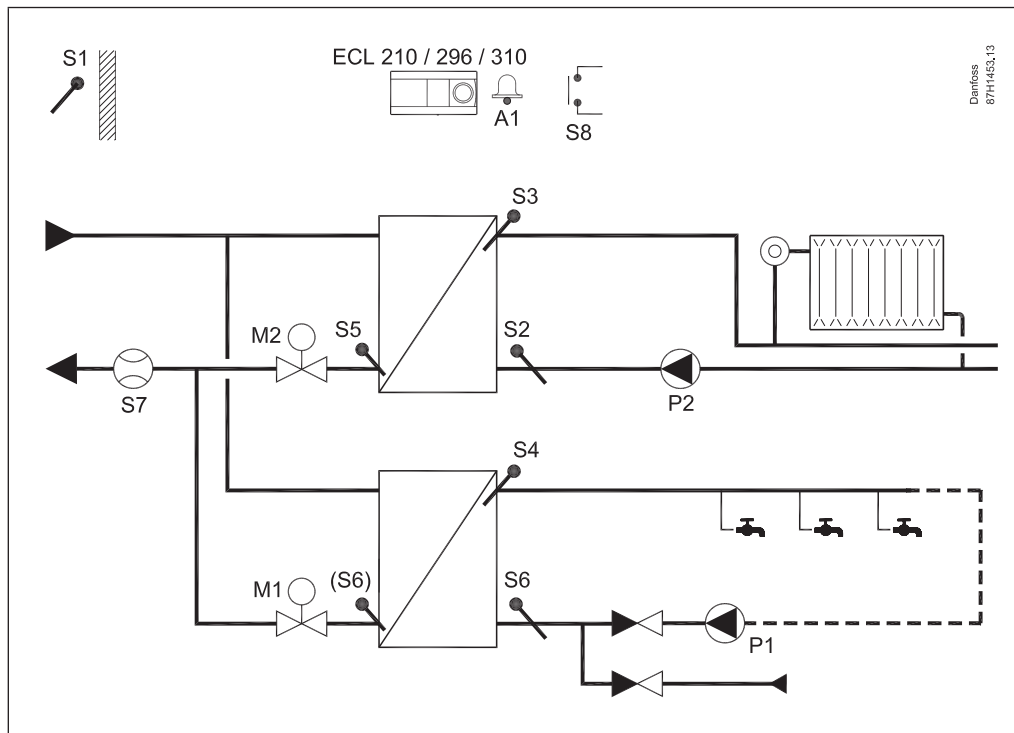 S1
ECL 210 / 296 / 310
A1
S8
Danfoss
87H1453.13
S3
M2
S5
S2
S7
P2
S4
M1
(S6)
S6
P1